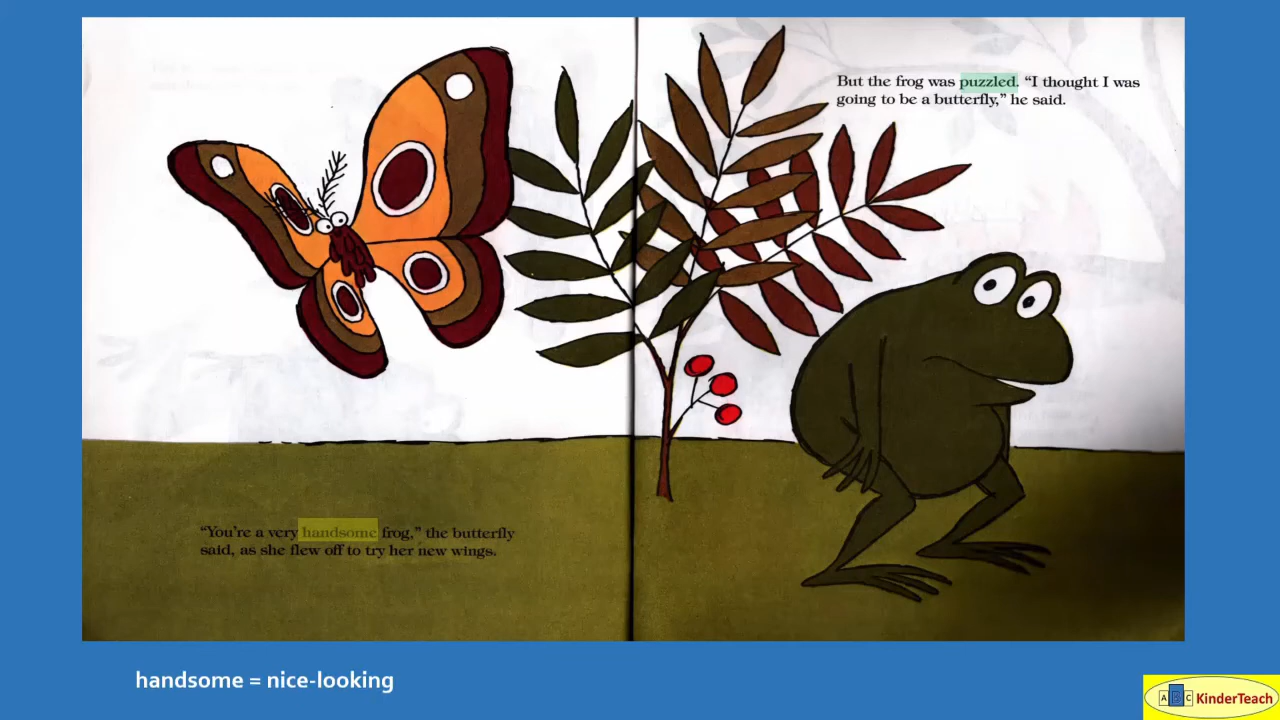 “You’re a very handsome frog,” the butterfly
said, as she flew off to try her new wings.
But the frog was puzzled. “I thought I was
going to be a butterfly,” he said.
handsome = nice-looking
ABC KinderTeach